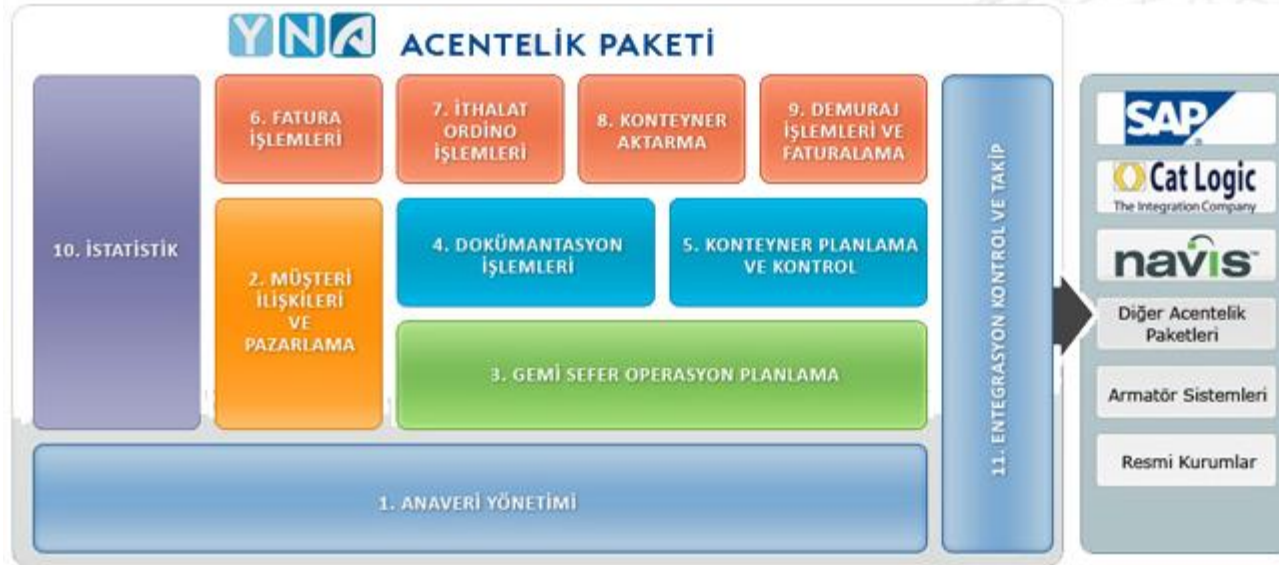 YNA ACENTELİK PAKETİ
6. FATURA
İŞLEMLERİ
7. İTHALAT
ORDİNO
İŞLEMLERİ
8. KONTEYNER
AKTARMA
9. DEMURAJ
İŞLEMLERİ VE
FATURALAMA
10. İSTATİSTİK
2. MÜŞTERİ
İLİŞKİLERİ
VE
PAZARLAMA
4. DOKÜMANTASYON
İŞLEMLERİ
5. KONTEYNER PLANLAMA
VE KONTROL
3. GEMİ SEFER OPERASYON PLANLAMA
1. ANAVERİ YÖNETİMİ
11. ENTEGRASYON KONTROL VE TAKİP
SAP
Cat Logic
The Integration Company
navis
Diğer Acentelik
Paketleri
Armatör Sistemleri
Resmi Kurumlar